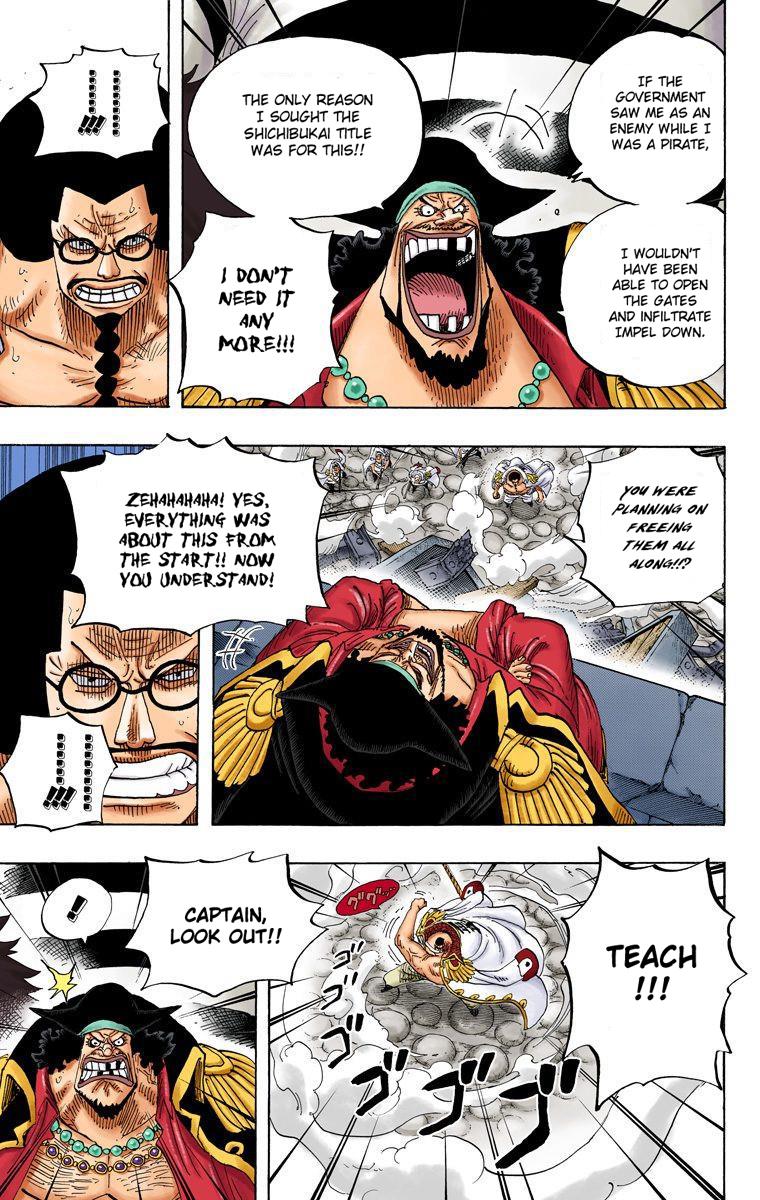 IF THE
GOVERNMENT
SAW ME AS AN
ENEMY WHILE I
WAS A PIRATE,
I WOULDN'T
HAVE BEEN
ABLE TO OPEN
THE GATES
AND INFILTRATE
IMPEL DOWN.
THE ONLY REASON
I SOUGHT THE
SHICHIBUKAI TITLE
WAS FOR THIS!!
I DON'T
NEED IT
ANY
MORE!!!
.......!!
.........!!!
YOU WERE
PLANNING ON
FREEING
THEM ALL
ALONG!!?
ZEHAHAHAHA! YES,
EVERYTHING WAS
ABOUT THIS FROM
THE START!! NOW
YOU UNDERSTAND!
TEACH
!!!
ゴゴゴゴゴ
CAPTAIN,
LOOK OUT!!
!